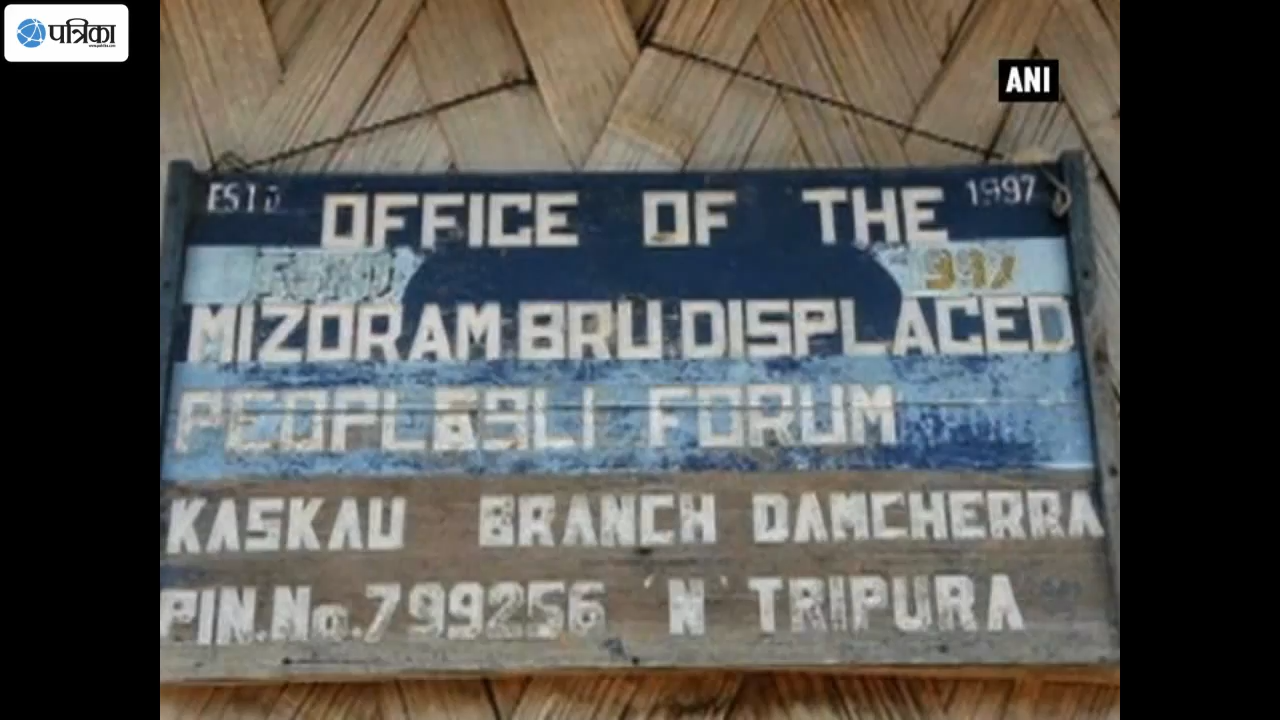 पत्रिका
ANI
ESTD 1997
OFFICE OF THE
1997
MIZORAM BRU DISPLACED
FORUM
KASKAU BRANCH DAMCHERRA
PIN.No.799256 'N' TRIPURA